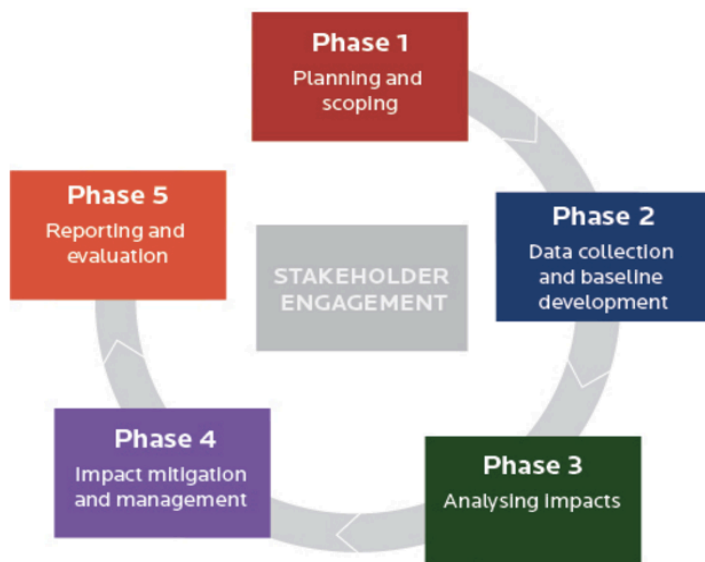 Phase 1
Planning and
scoping
Phase 2
Data collection
and baseline
development
Phase 3
Analysing impacts
Phase 4
Impact mitigation
and management
Phase 5
Reporting and
evaluation
STAKEHOLDER
ENGAGEMENT